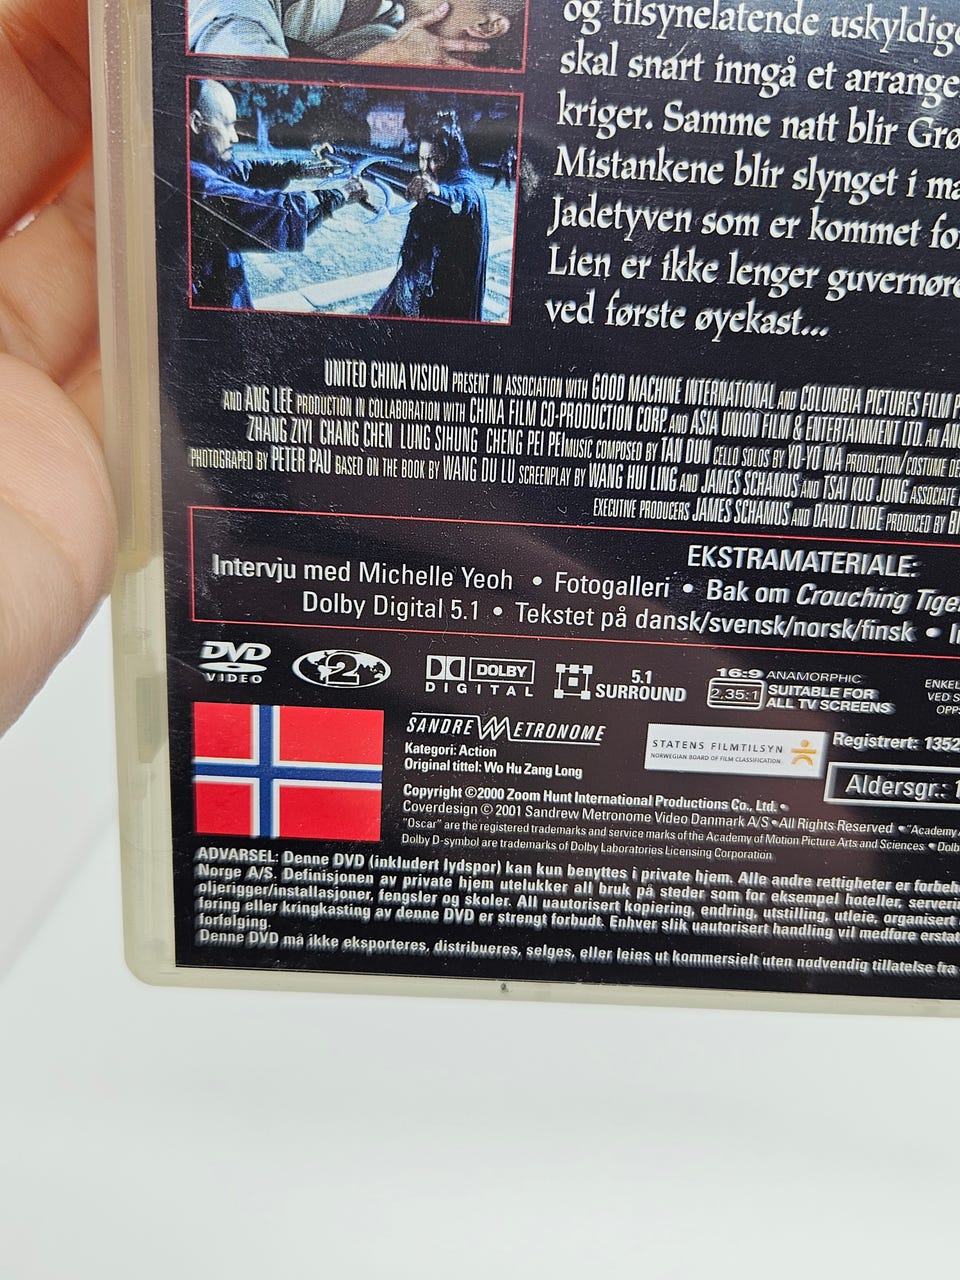 og tilsynelatende uskyldige
skal snart inngå et arrange
kriger. Samme natt blir Grø
Mistankene blir slynget i ma
Jadetyven som er kommet for
Lien er ikke lenger guvernøre
ved første øyekast...
UNITED CHINA VISION PRESENT IN ASSOCIATION WITH GOOD MACHINE INTERNATIONAL AND COLUMBIA PICTURES FILM P
AND ANG LEE PRODUCTION IN COLLABORATION WITH CHINA FILM CO-PRODUCTION CORP. AND ASIA UNION FILM & ENTERTAINMENT LTD. AN AN
ZHANG ZIYI CHANG CHEN LUNG SIHUNG CHENG PEI PEI MUSIC COMPOSED BY TAN DUN CELLO SOLOS BY YO-YO MA PRODUCTION/COSTUME DE
PHOTOGRAPED BY PETER PAU BASED ON THE BOOK BY WANG DU LU SCREENPLAY BY WANG HUI LING AND JAMES SCHAMUS AND TSAI KUO JUNG ASSOCIATE
EXECUTIVE PRODUCERS JAMES SCHAMUS AND DAVID LINDE PRODUCED BY BI
EKSTRAMATERIALE:
Intervju med Michelle Yeoh • Fotogalleri • Bak om Crouching Tige
Dolby Digital 5.1 • Tekstet på dansk/svensk/norsk/finsk • I
DVD VIDEO
2
DOLBY DIGITAL
5.1 SURROUND
16:9 ANAMORPHIC
2.35:1 SUITABLE FOR
ALL TV SCREENS
ENKEL
VED S
OPP
SANDREW METRONOME
Kategori: Action
Original tittel: Wo Hu Zang Long
STATENS FILMTILSYN
NORWEGIAN BOARD OF FILM CLASSIFICATION
Registrert: 1352
Aldersgr.: 1
Copyright ©2000 Zoom Hunt International Productions Co., Ltd. •
Coverdesign © 2001 Sandrew Metronome Video Danmark A/S • All Rights Reserved • "Academy
"Oscar" are the registered trademarks and service marks of the Academy of Motion Picture Arts and Sciences • Dolb
Dolby D-symbol are trademarks of Dolby Laboratories Licensing Corporation
ADVARSEL: Denne DVD (inkludert lydspor) kan kun benyttes i private hjem. Alle andre rettigheter er forbeh
Norge A/S. Definisjonen av private hjem utelukker all bruk på steder som for eksempel hoteller, serveri
oljerigger/installasjoner, fengsler og skoler. All uautorisert kopiering, endring, utstilling, utleie, organisert
føring eller kringkasting av denne DVD er strengt forbudt. Enhver slik uautorisert handling vil medføre erstat
forfølging.
Denne DVD må ikke eksporteres, distribueres, selges, eller leies ut kommersielt uten nødvendig tillatelse fra